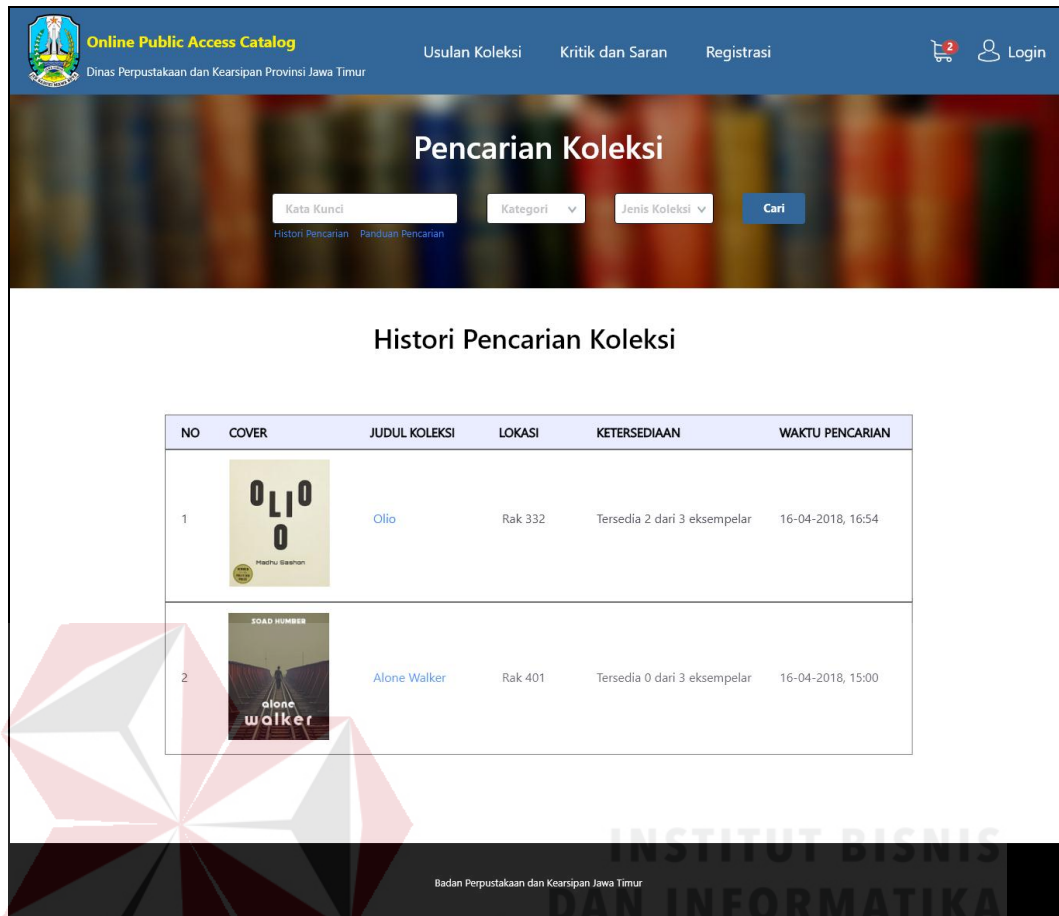 Online Public Access Catalog
Dinas Perpustakaan dan Kearsipan Provinsi Jawa Timur
Usulan Koleksi Kritik dan Saran Registrasi
2 Login
Pencarian Koleksi
Kata Kunci Kategori Jenis Koleksi Cari
Histori Pencarian Panduan Pencarian
Histori Pencarian Koleksi
NO COVER JUDUL KOLEKSI LOKASI KETERSEDIAAN WAKTU PENCARIAN
OLIO
Madhu Gashon
1 Olio Rak 332 Tersedia 2 dari 3 eksempelar 16-04-2018, 16:54
SOAD HUMBER
alone
walker
2 Alone Walker Rak 401 Tersedia 0 dari 3 eksempelar 16-04-2018, 15:00
INSTITUT BISNIS
Badan Perpustakaan dan Kearsipan Jawa Timur
DAN INFORMATIKA